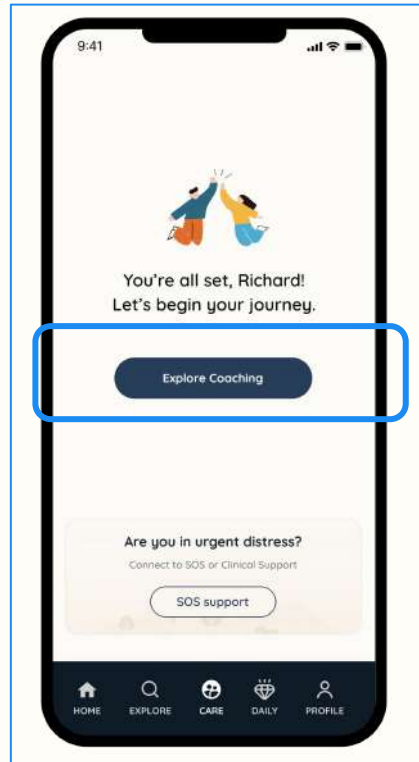 9:41
You're all set, Richard!
Let's begin your journey.
Explore Coaching
Are you in urgent distress?
Connect to SOS or Clinical Support
SOS support
HOME EXPLORE CARE DAILY PROFILE